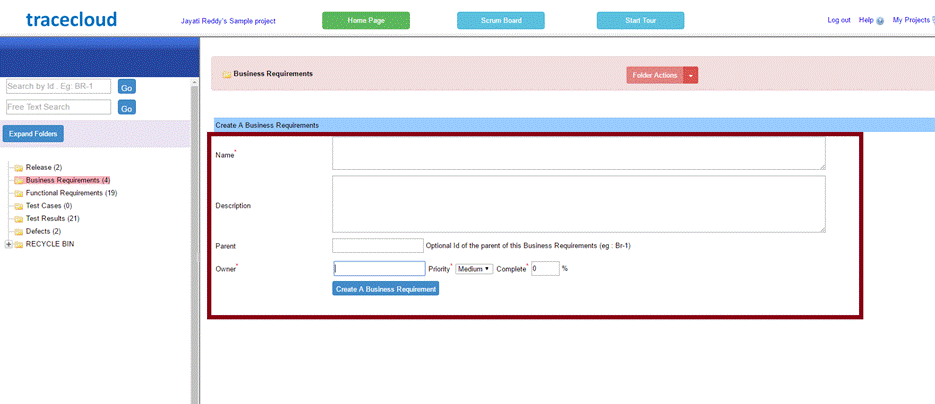 tracecloud
Jayati Reddy's Sample project
Home Page
Scrum Board
Start Tour
Log out Help My Projects
Search by Id . Eg: BR-1
Go
Free Text Search
Go
Expand Folders
Release (2)
Business Requirements (4)
Functional Requirements (19)
Test Cases (0)
Test Results (21)
Defects (2)
RECYCLE BIN
Business Requirements
Folder Actions
Create A Business Requirements
Name*
Description
Parent Optional Id of the parent of this Business Requirements (eg : Br-1)
Owner* Priority* Medium Complete* 0 %
Create A Business Requirement